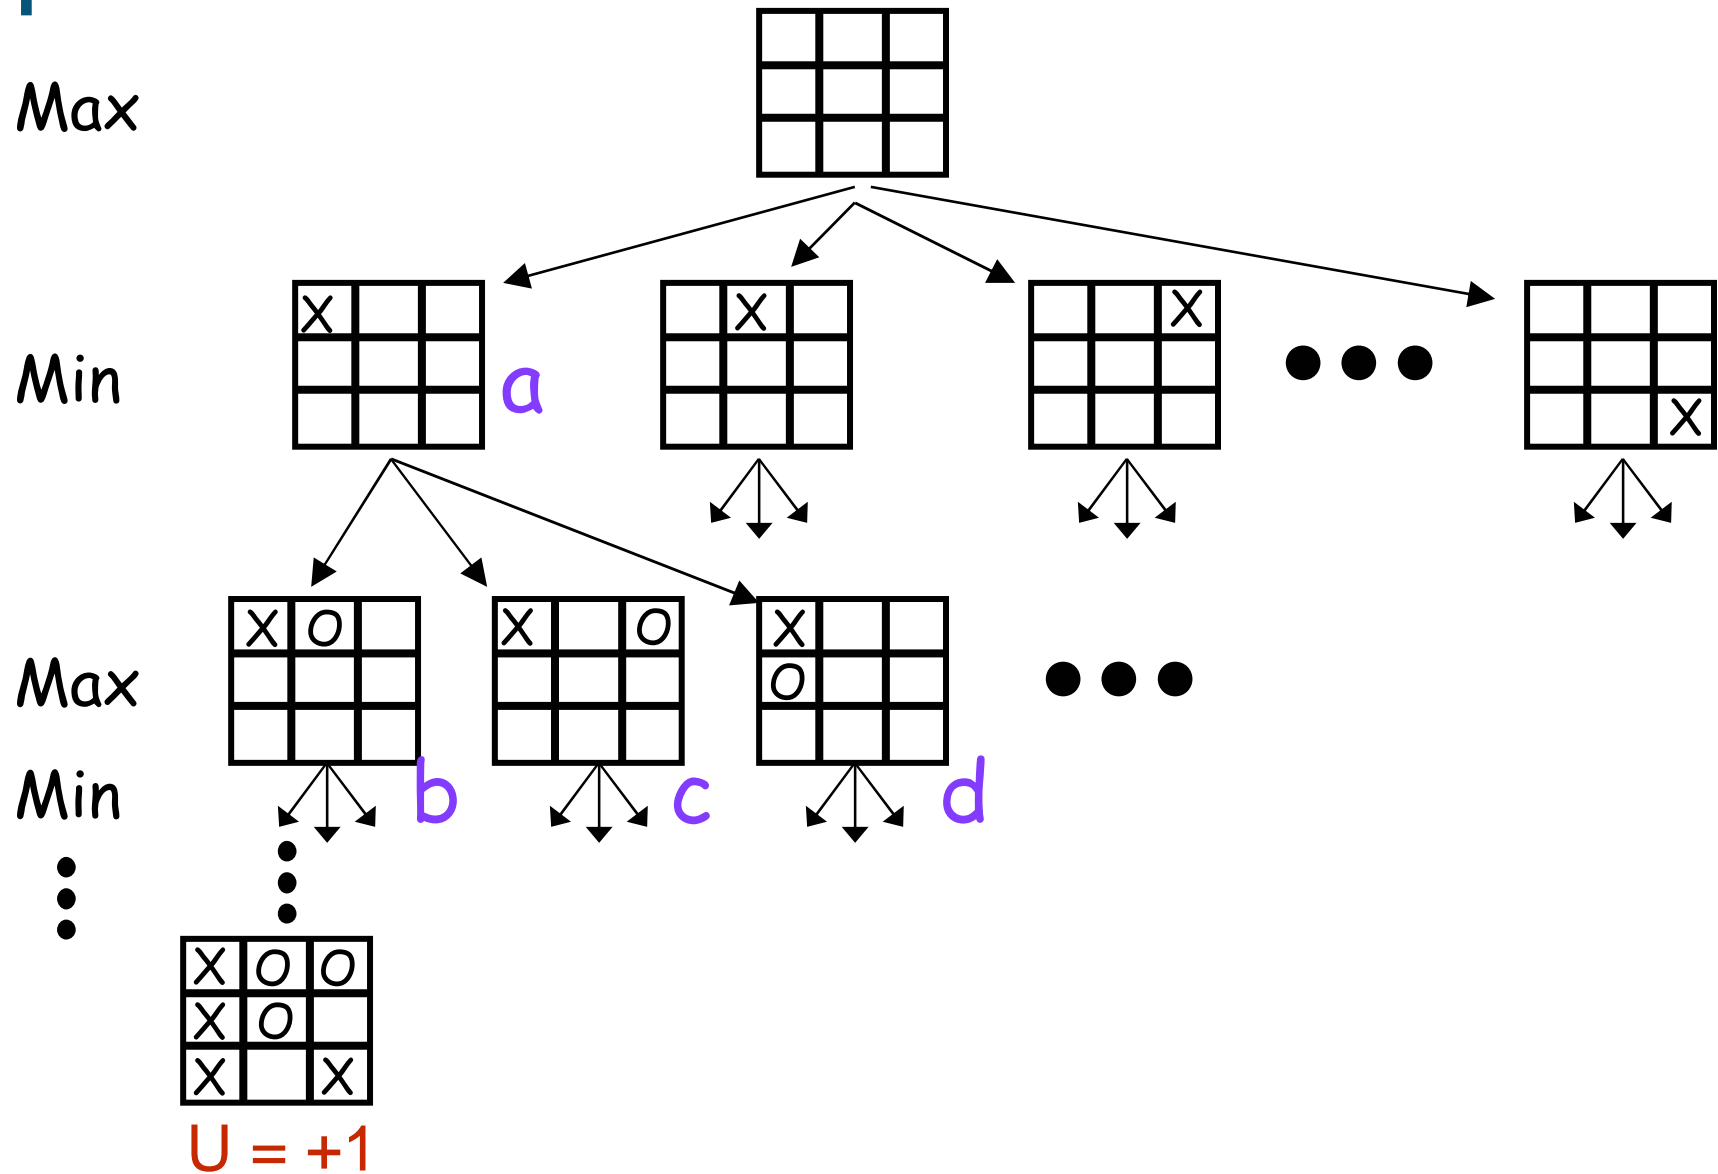 Max
X X X
Min
a
X
X O X O X
Max
O
Min
b c d
X O O
X O
X X
U = +1